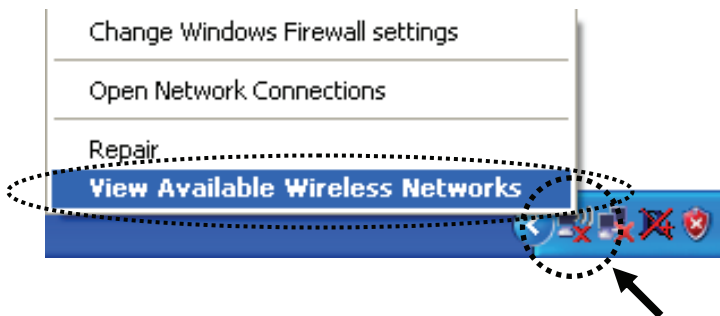 Change Windows Firewall settings
Open Network Connections
Repair
View Available Wireless Networks